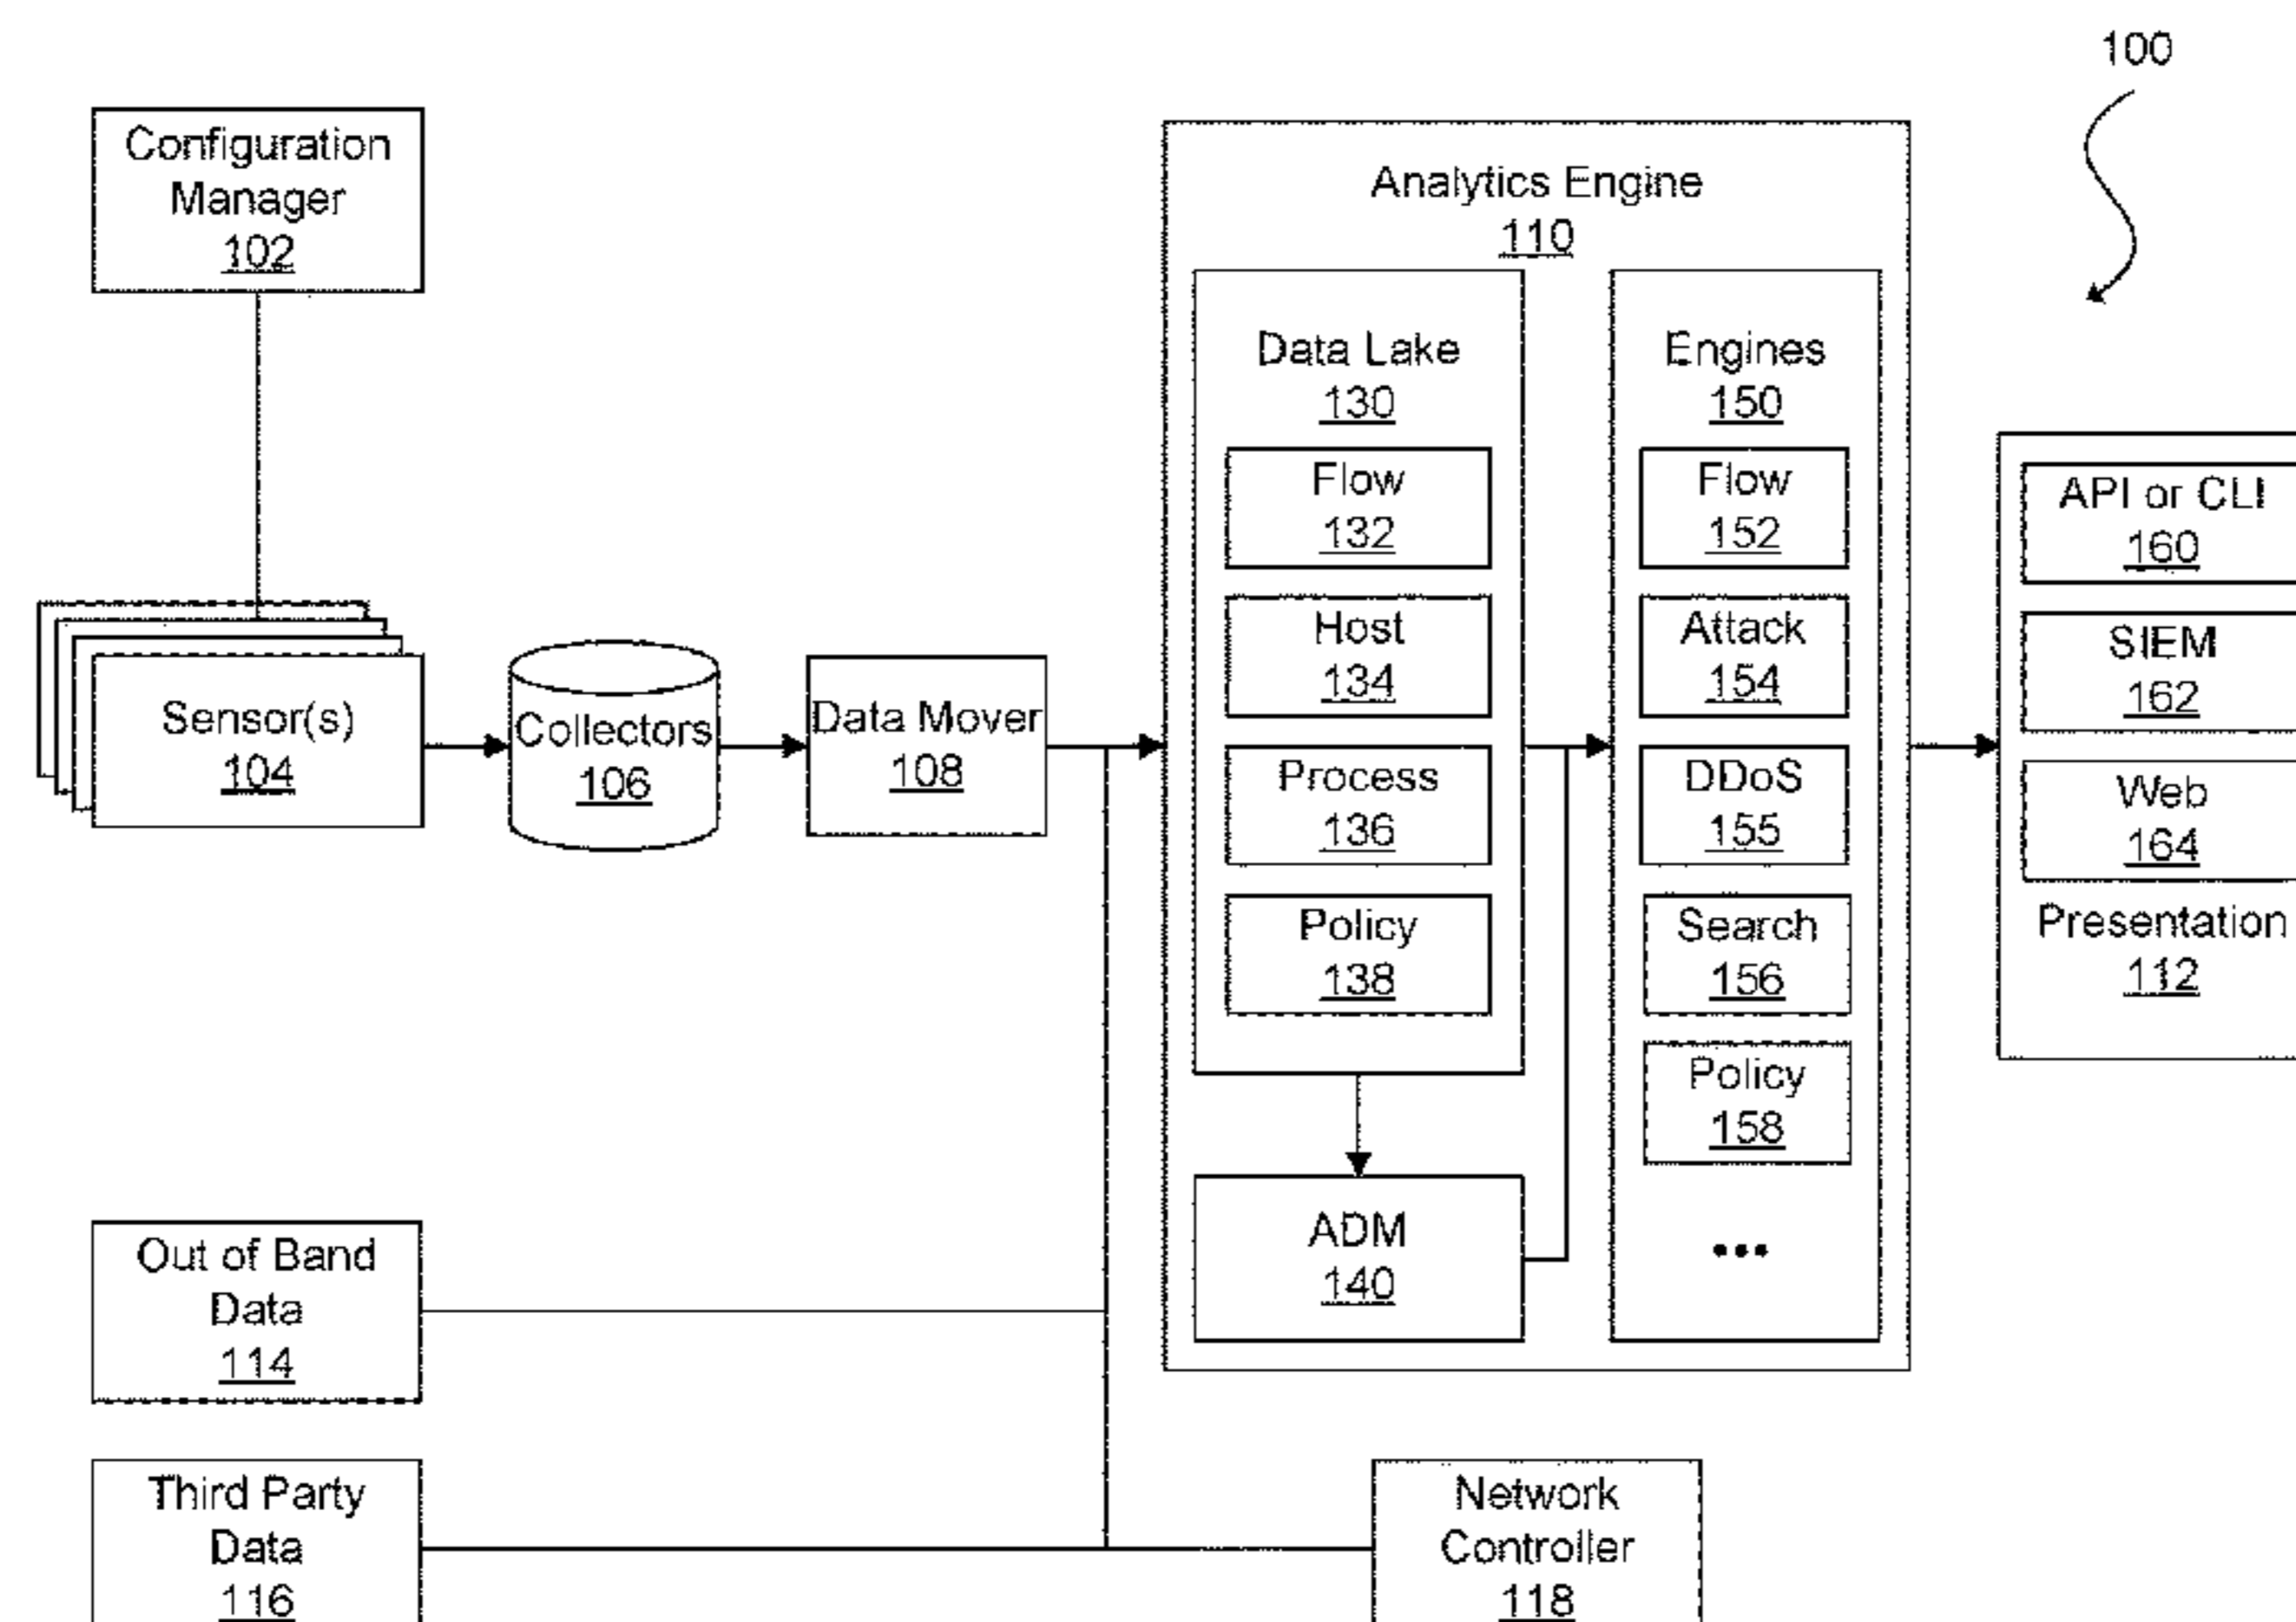 100
Configuration
Manager
102
Sensor(s)
104
Collectors
106
Data Mover
108
Analytics Engine
110
Data Lake
130
Flow
132
Host
134
Process
136
Policy
138
ADM
140
Engines
150
Flow
152
Attack
154
DDoS
155
Search
156
Policy
158
...
API or CLI
160
SIEM
162
Web
164
Presentation
112
Out of Band
Data
114
Third Party
Data
116
Network
Controller
118